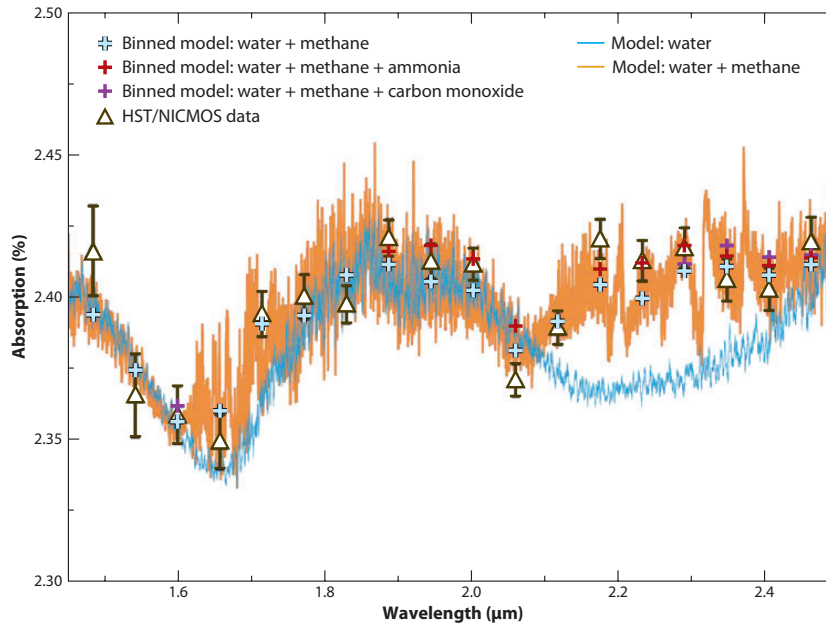 2.50
2.45
2.40
2.35
2.30
Absorption (%)
Binned model: water + methane
Binned model: water + methane + ammonia
Binned model: water + methane + carbon monoxide
HST/NICMOS data
Model: water
Model: water + methane
1.6 1.8 2.0 2.2 2.4
Wavelength (µm)